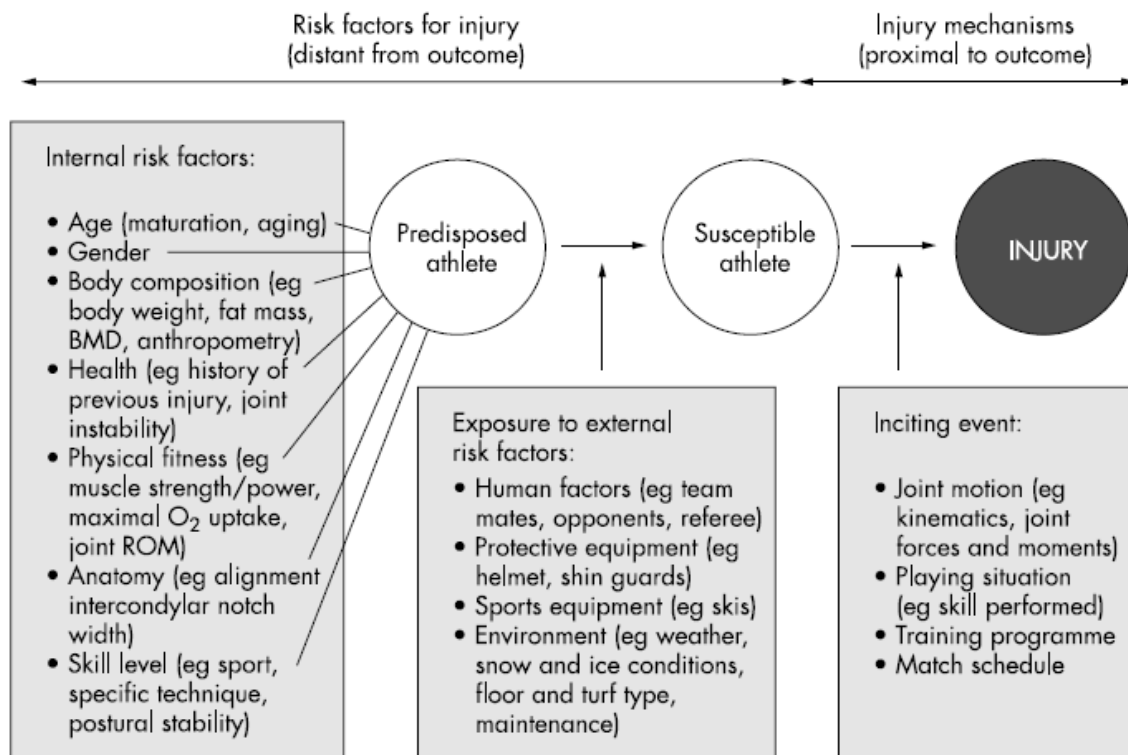 Risk factors for injury
(distant from outcome)
Injury mechanisms
(proximal to outcome)
Internal risk factors:
• Age (maturation, aging)
• Gender
• Body composition (eg
body weight, fat mass,
BMD, anthropometry)
• Health (eg history of
previous injury, joint
instability)
• Physical fitness (eg
muscle strength/power,
maximal O₂ uptake,
joint ROM)
• Anatomy (eg alignment
intercondylar notch
width)
• Skill level (eg sport,
specific technique,
postural stability)
Predisposed
athlete
Susceptible
athlete
INJURY
Exposure to external
risk factors:
• Human factors (eg team
mates, opponents, referee)
• Protective equipment (eg
helmet, shin guards)
• Sports equipment (eg skis)
• Environment (eg weather,
snow and ice conditions,
floor and turf type,
maintenance)
Inciting event:
• Joint motion (eg
kinematics, joint
forces and moments)
• Playing situation
(eg skill performed)
• Training programme
• Match schedule